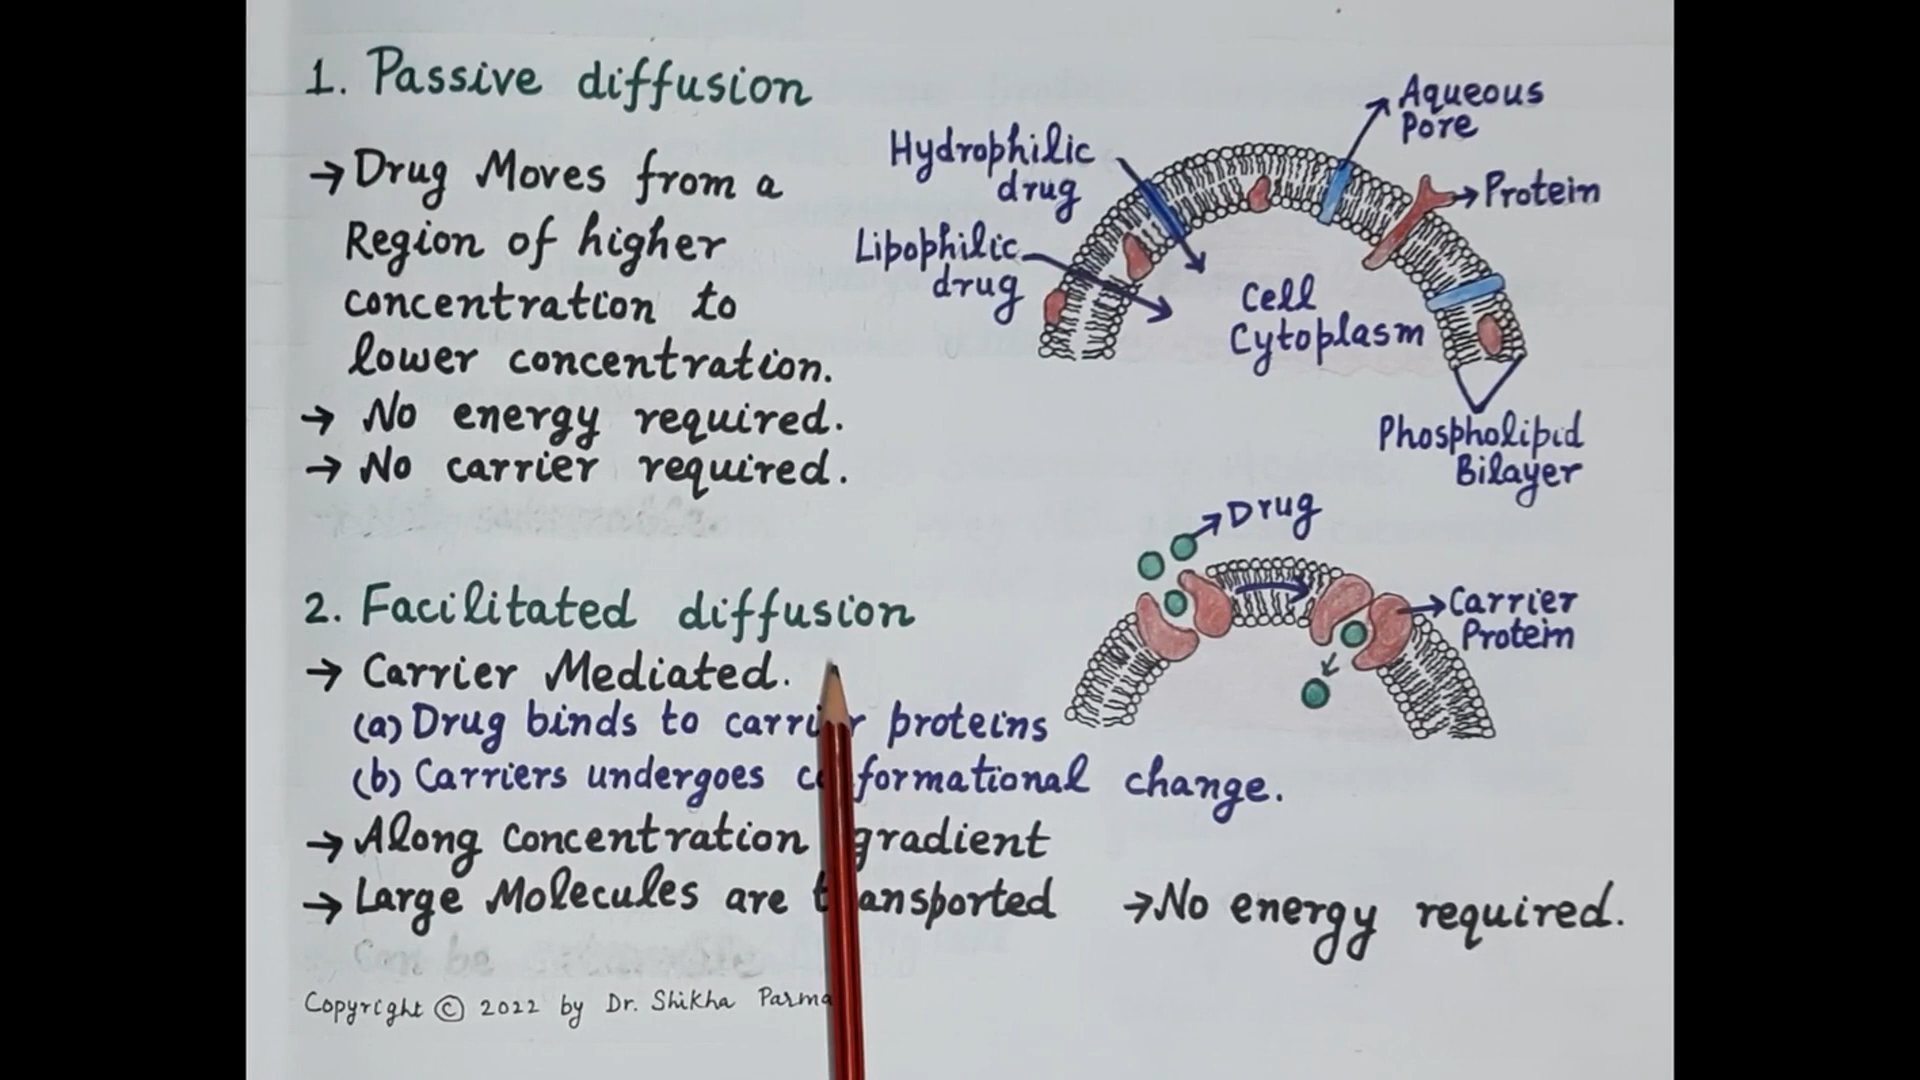 1. Passive diffusion
→ Drug Moves from a
Region of higher
concentration to
lower concentration.
→ No energy required.
→ No carrier required.
Hydrophilic
drug
Lipophilic
drug
Aqueous
Pore
→ Protein
Cell
Cytoplasm
Phospholipid
Bilayer
2. Facilitated diffusion
→ Carrier Mediated.
(a) Drug binds to carrier proteins
(b) Carriers undergoes conformational change.
→ Along Concentration gradient
→ Large Molecules are transported → No energy required.
→ Drug
→ Carrier
Protein
Can be
Copyright © 2022 by Dr. Shikha Parma